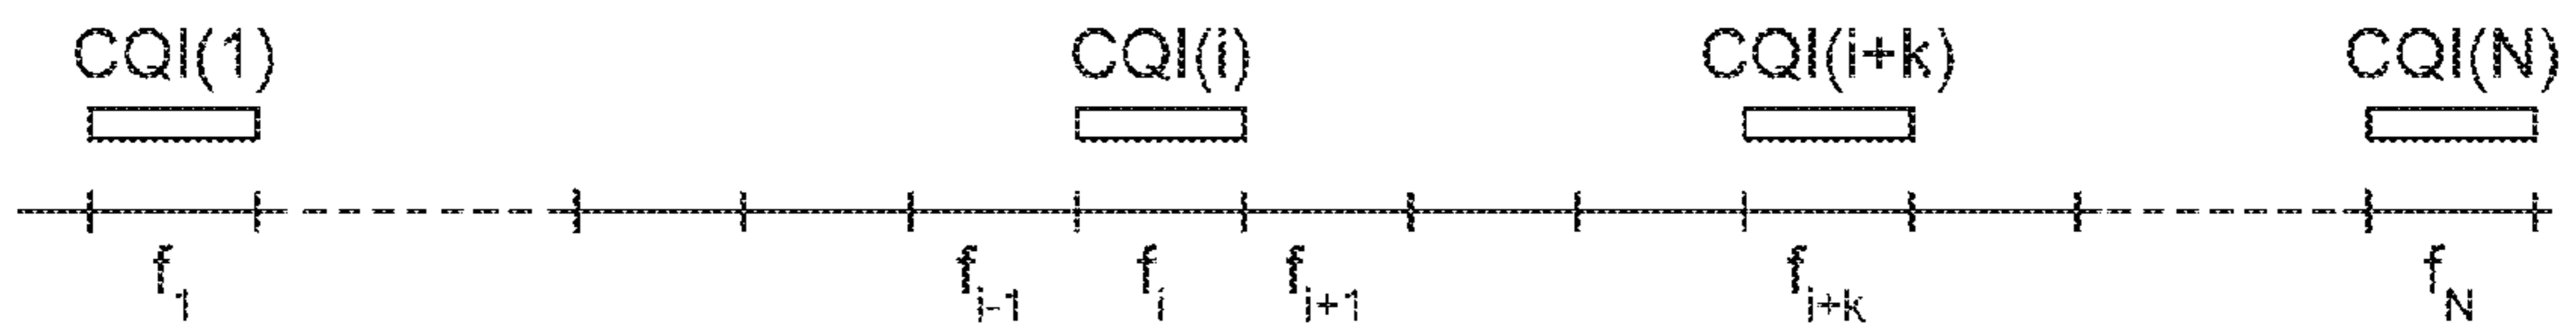 CQI(1) CQI(i) CQI(i+k) CQI(N)
f1 fi-1 fi fi+1 fi+k fN